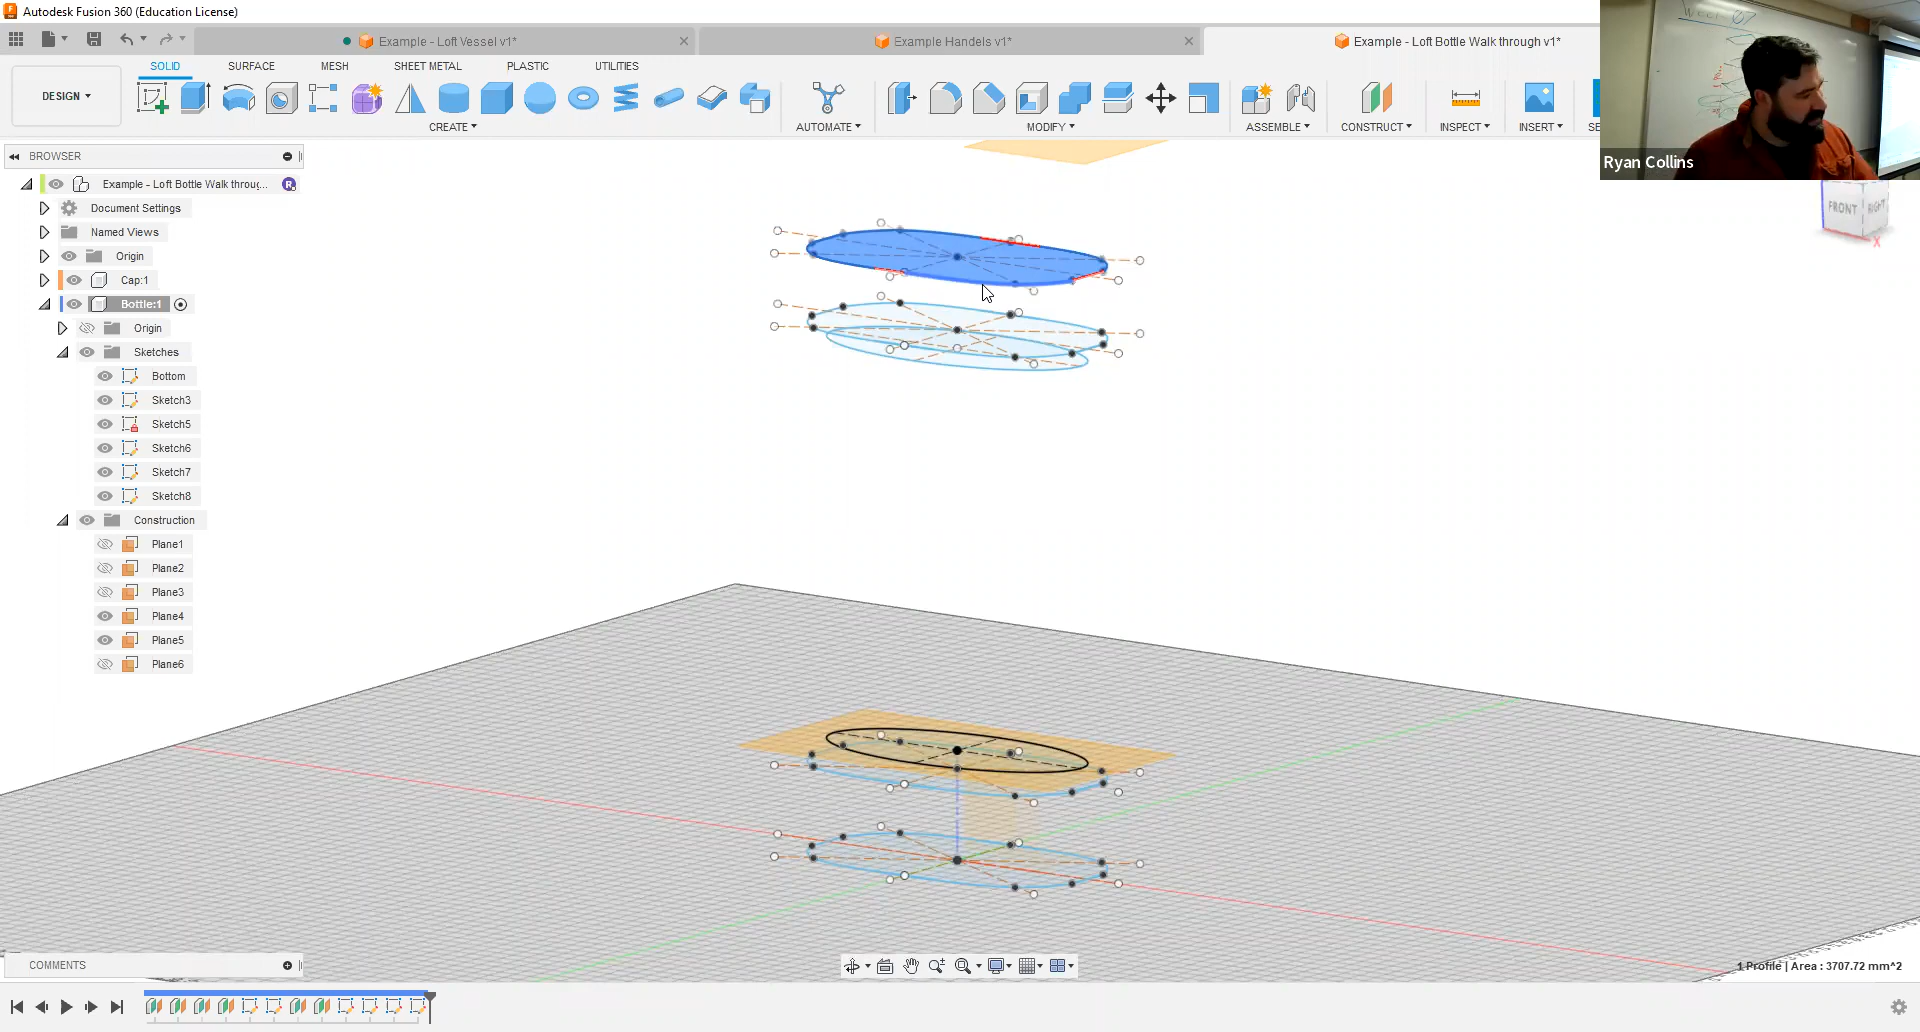 Autodesk Fusion 360 (Education License)
Example - Loft Vessel v1*
Example Handels v1*
Example - Loft Bottle Walk through v1*
SOLID
SURFACE
MESH
SHEET METAL
PLASTIC
UTILITIES
DESIGN
CREATE
AUTOMATE
MODIFY
ASSEMBLE
CONSTRUCT
INSPECT
INSERT
SE
Ryan Collins
FRONT
RIGHT
X
BROWSER
Example - Loft Bottle Walk throug...
R
Document Settings
Named Views
Origin
Cap:1
Bottle:1
Origin
Sketches
Bottom
Sketch3
Sketch5
Sketch6
Sketch7
Sketch8
Construction
Plane1
Plane2
Plane3
Plane4
Plane5
Plane6
COMMENTS
1 Profile | Area : 3707.72 mm^2